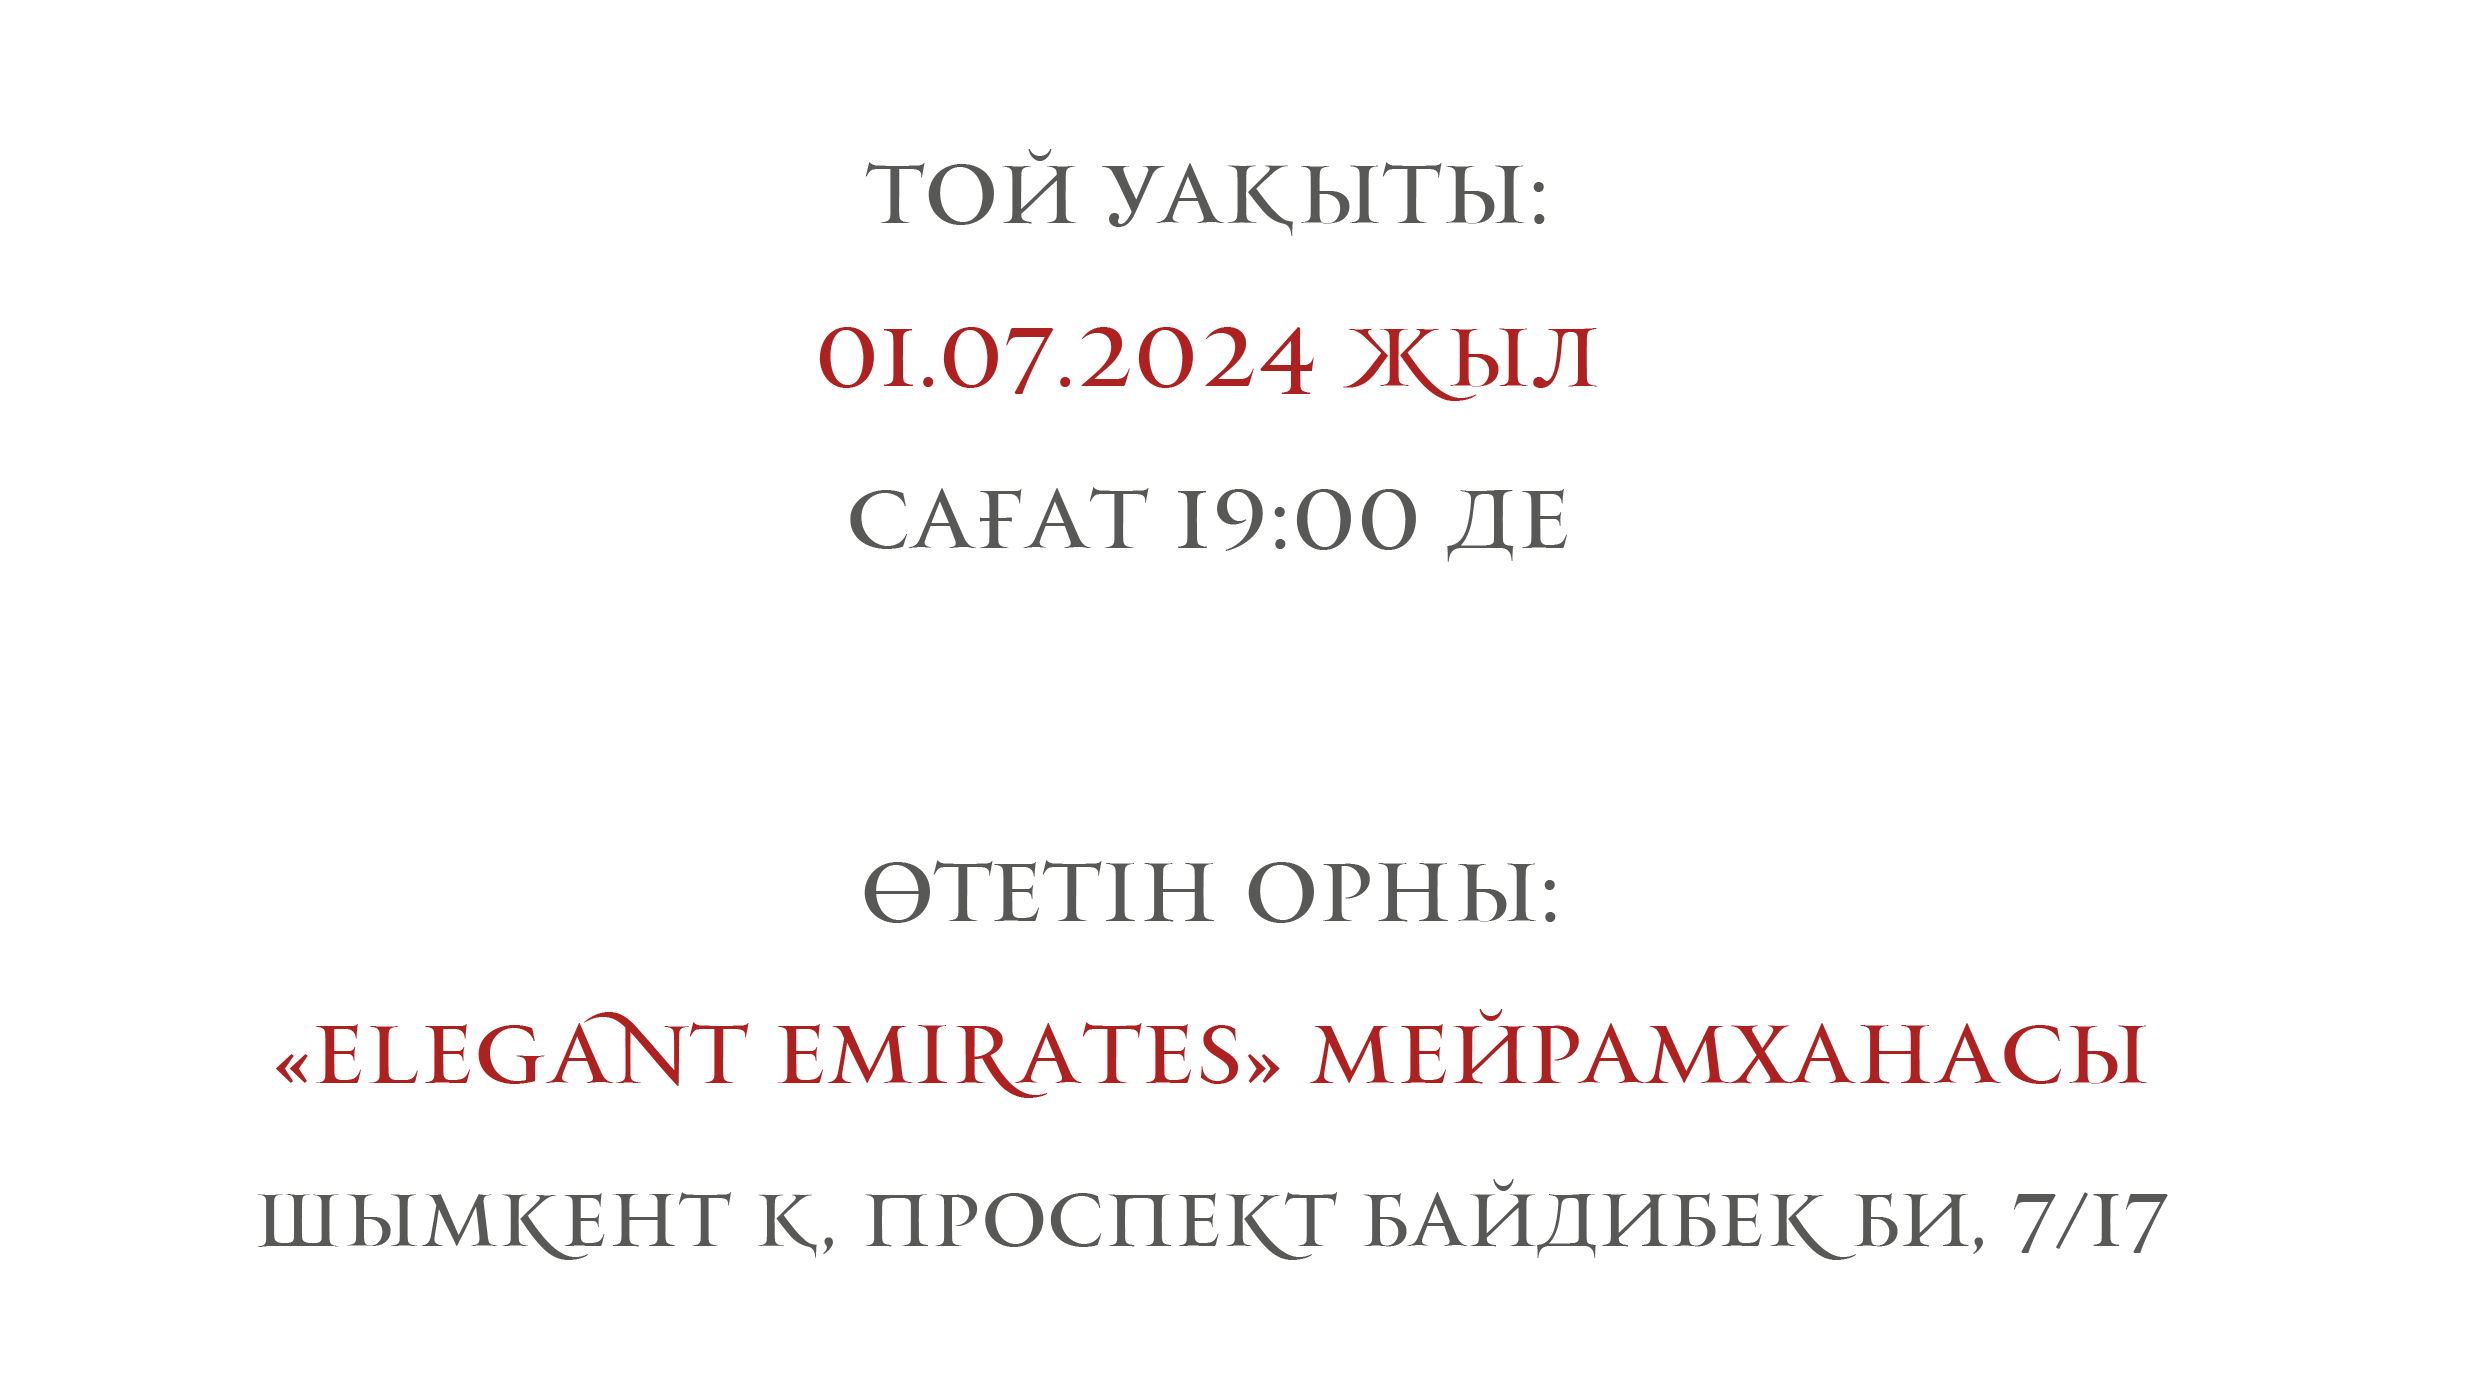 ТОЙ УАҚЫТЫ:
01.07.2024 ЖЫЛ
САҒАТ 19:00 ДЕ
ӨТЕТІН ОРНЫ:
«ELEGANT EMIRATES» МЕЙРАМХАНАСЫ
ШЫМКЕНТ Қ, ПРОСПЕКТ БАЙДИБЕК БИ, 7/17